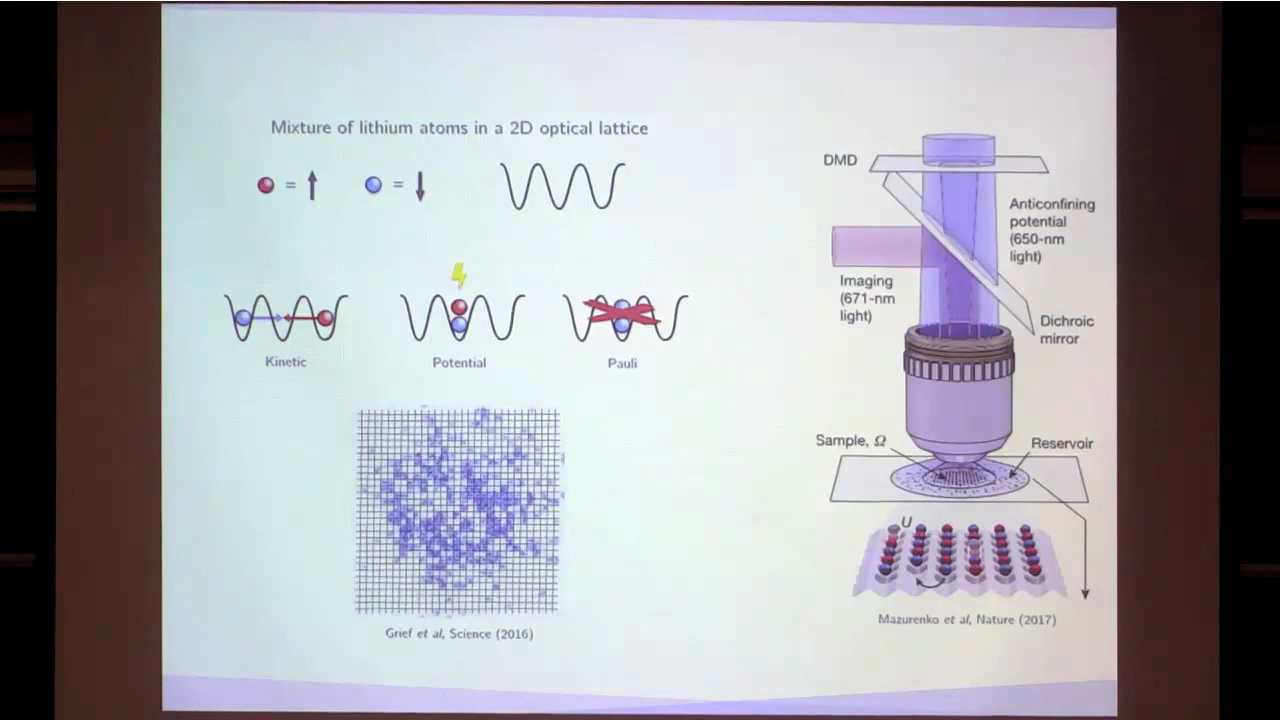 Mixture of lithium atoms in a 2D optical lattice
= ↑
= ↓
Kinetic
Potential
Pauli
Grief et al, Science (2016)
DMD
Anticonfining
potential
(650-nm
light)
Imaging
(671-nm
light)
Dichroic
mirror
Sample, Ω
Reservoir
U
Mazurenko et al, Nature (2017)